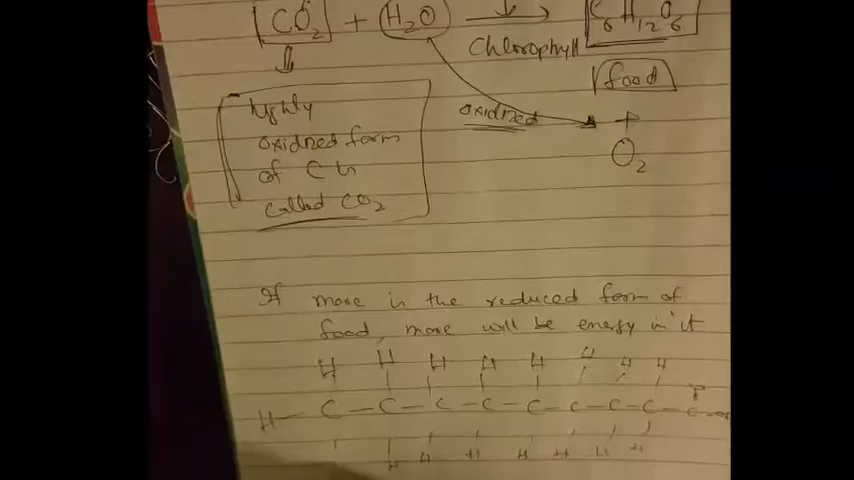 CO2 + H2O → C6H12O6
Chlorophyll
food
highly
oxidized form
of C is
called CO2
oxidized
+
O2
If more is the reduced form of
food, more will be energy in it
H H H H H H H H
H - C - C - C - C - C - C - C - C - C
H H H H H H H